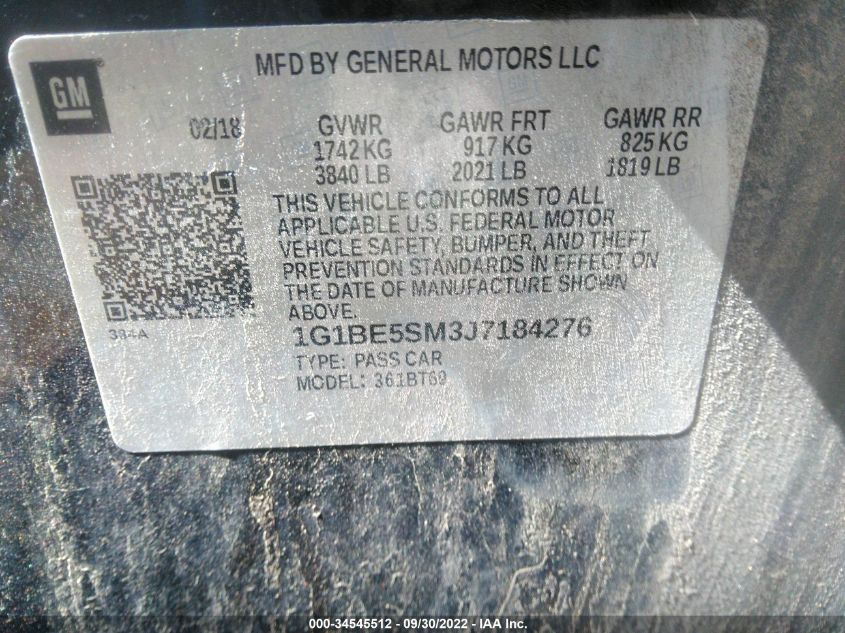 MFD BY GENERAL MOTORS LLC
GM
02/18 GVWR GAWR FRT GAWR RR
1742 KG 917 KG 825 KG
3840 LB 2021 LB 1819 LB
THIS VEHICLE CONFORMS TO ALL
APPLICABLE U.S. FEDERAL MOTOR
VEHICLE SAFETY, BUMPER, AND THEFT
PREVENTION STANDARDS IN EFFECT ON
THE DATE OF MANUFACTURE SHOWN
ABOVE.
334A
1G1BE5SM3J7184276
TYPE: PASS CAR
MODEL: 361BT69
#000-34545512 - 09/30/2022 - IAA Inc.